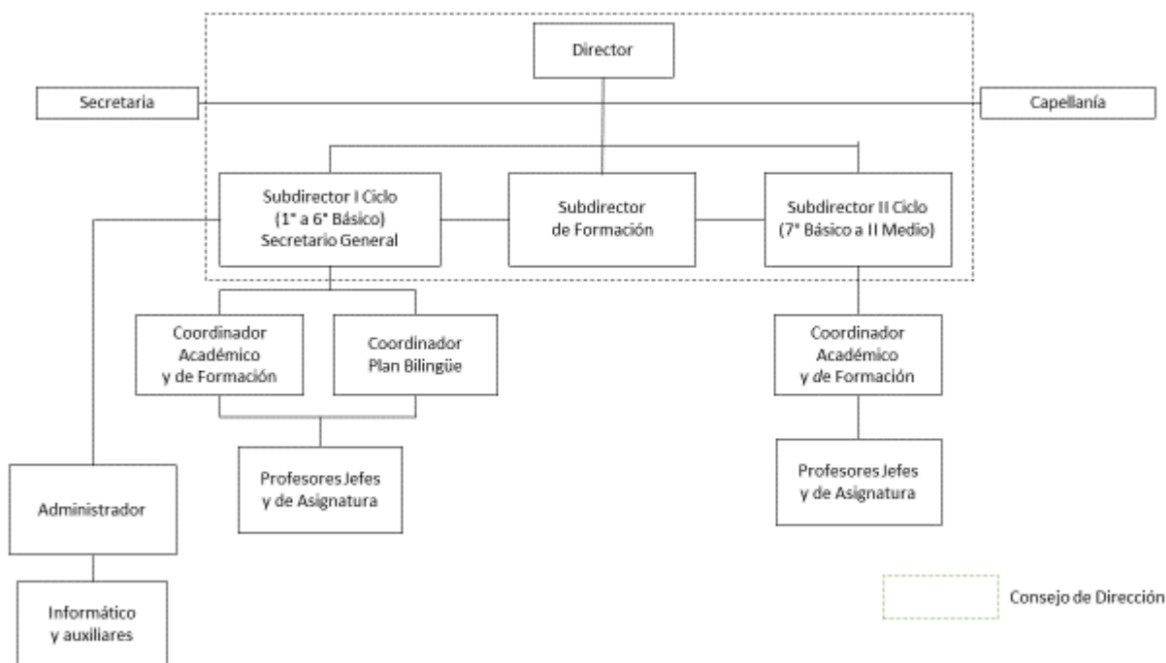 Director
Secretaria
Capellanía
Subdirector I Ciclo
(1° a 6° Básico)
Secretario General
Subdirector
de Formación
Subdirector II Ciclo
(7° Básico a II Medio)
Coordinador
Académico
y de Formación
Coordinador
Plan Bilingüe
Coordinador
Académico
y de Formación
Profesores Jefes
y de Asignatura
Profesores Jefes
y de Asignatura
Administrador
Informático
y auxiliares
Consejo de Dirección